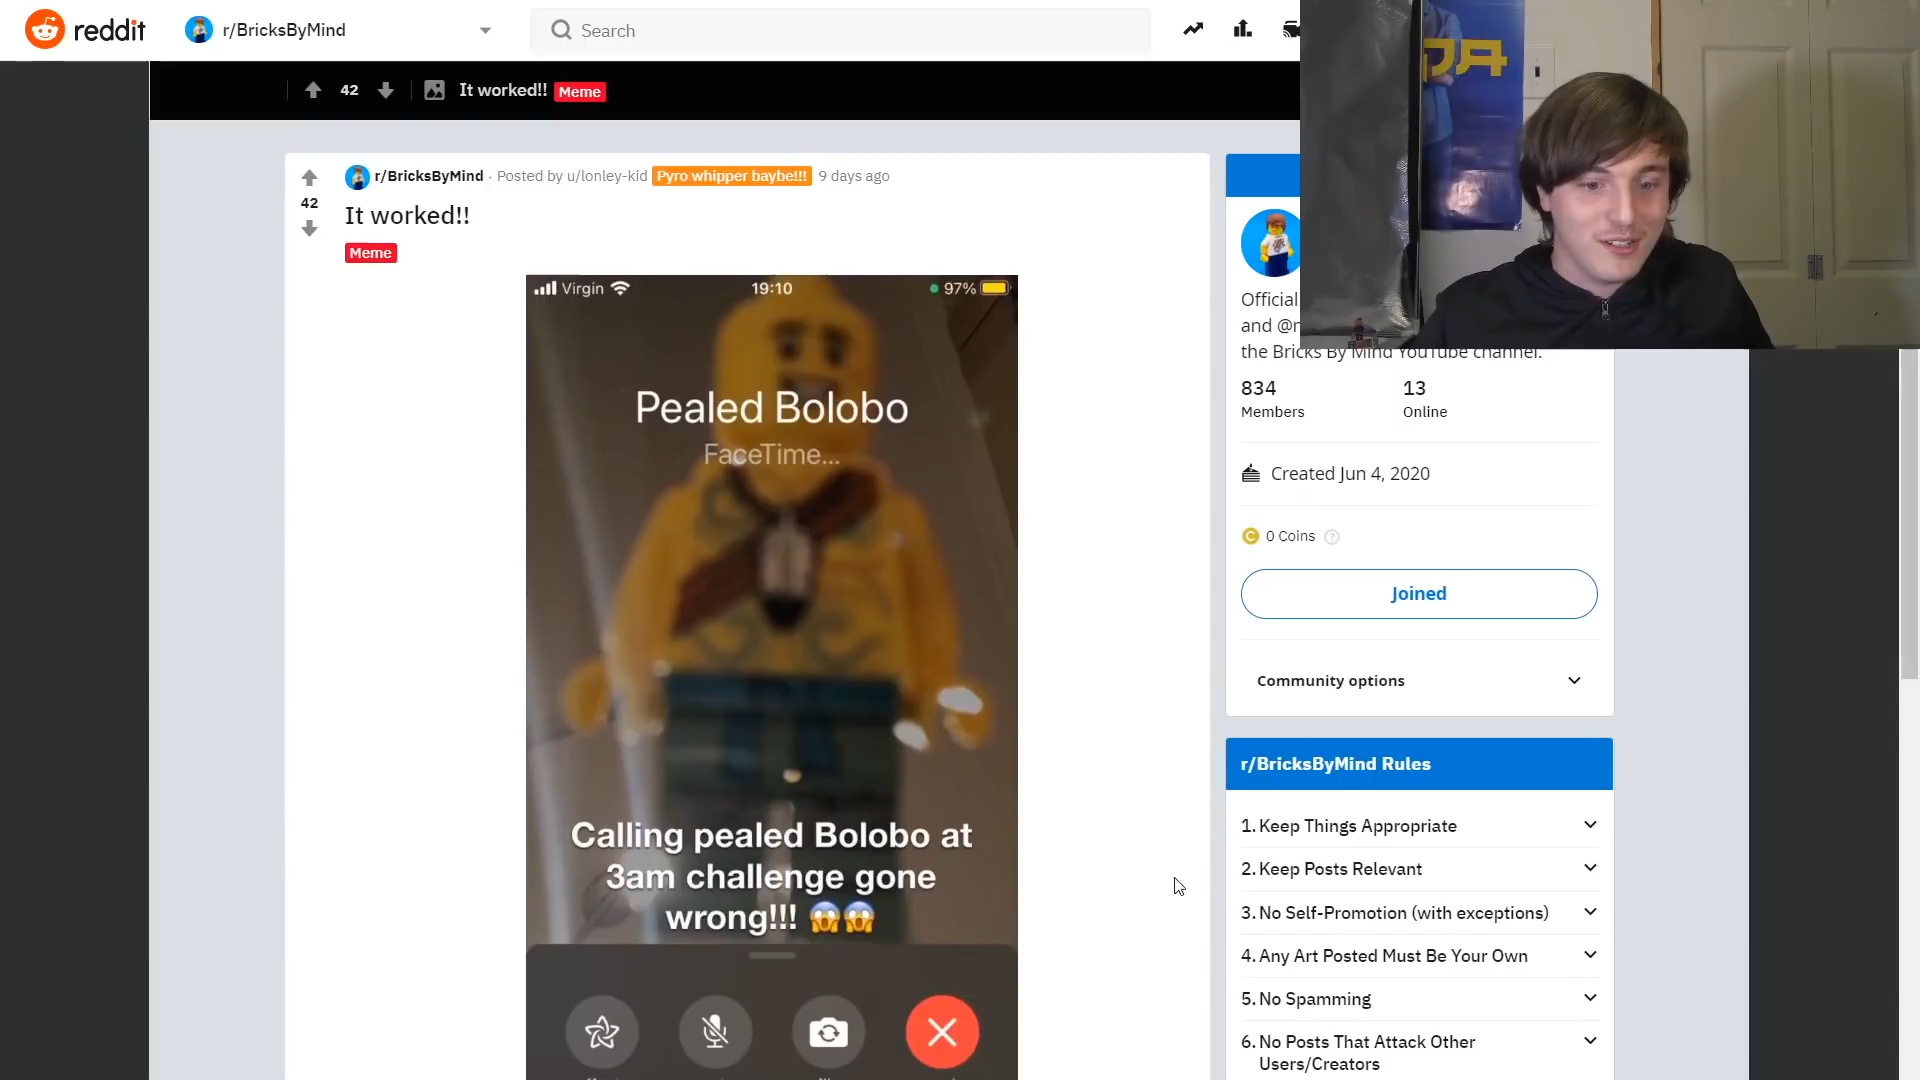 reddit
r/BricksByMind
Search
42
It worked!! Meme
r/BricksByMind · Posted by u/lonley-kid Pyro whipper baybe!!! 9 days ago
42
It worked!!
Meme
Virgin 19:10 97%
Pealed Bolobo
FaceTime...
Calling pealed Bolobo at
3am challenge gone
wrong!!! 😱😱
Official
and @
the Bricks By Mind YouTube channel.
834 13
Members Online
Created Jun 4, 2020
0 Coins
Joined
Community options
r/BricksByMind Rules
1. Keep Things Appropriate
2. Keep Posts Relevant
3. No Self-Promotion (with exceptions)
4. Any Art Posted Must Be Your Own
5. No Spamming
6. No Posts That Attack Other
Users/Creators